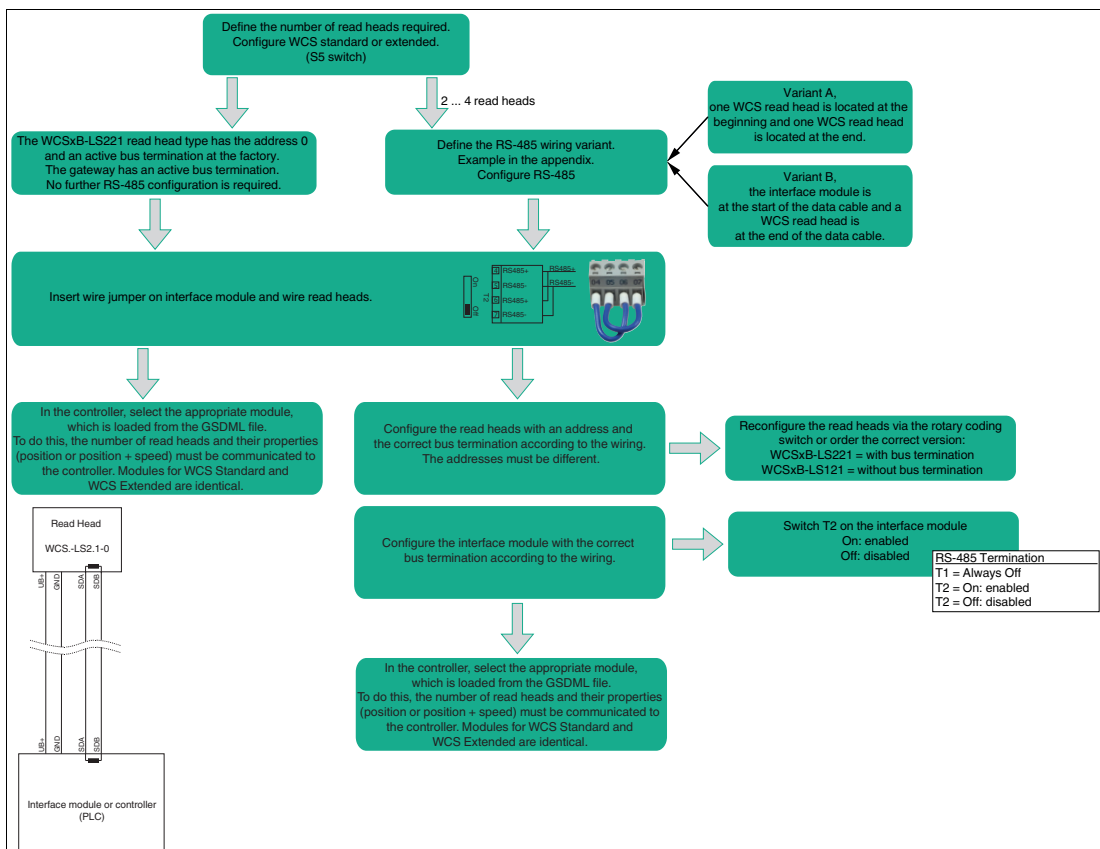 Define the number of read heads required.
Configure WCS standard or extended.
(S5 switch)
2 ... 4 read heads
Variant A,
one WCS read head is located at the
beginning and one WCS read head
is located at the end.
The WCSxB-LS221 read head type has the address 0
and an active bus termination at the factory.
The gateway has an active bus termination.
No further RS-485 configuration is required.
Define the RS-485 wiring variant.
Example in the appendix.
Configure RS-485
Variant B,
the interface module is
at the start of the data cable and a
WCS read head is
at the end of the data cable.
Insert wire jumper on interface module and wire read heads.
On
T2
Off
4 RS485+
5 RS485-
6 RS485+
7 RS485-
RS485+
RS485-
04 05 06 07
In the controller, select the appropriate module,
which is loaded from the GSDML file.
To do this, the number of read heads and their properties
(position or position + speed) must be communicated to
the controller. Modules for WCS Standard and
WCS Extended are identical.
Configure the read heads with an address and
the correct bus termination according to the wiring.
The addresses must be different.
Reconfigure the read heads via the rotary coding
switch or order the correct version:
WCSxB-LS221 = with bus termination
WCSxB-LS121 = without bus termination
Configure the interface module with the correct
bus termination according to the wiring.
Switch T2 on the interface module
On: enabled
Off: disabled
RS-485 Termination
T1 = Always Off
T2 = On: enabled
T2 = Off: disabled
In the controller, select the appropriate module,
which is loaded from the GSDML file.
To do this, the number of read heads and their properties
(position or position + speed) must be communicated to
the controller. Modules for WCS Standard and
WCS Extended are identical.
Read Head
WCS.-LS2.1-0
UB+
GND
SDA
SDB
UB+
GND
SDA
SDB
Interface module or controller
(PLC)